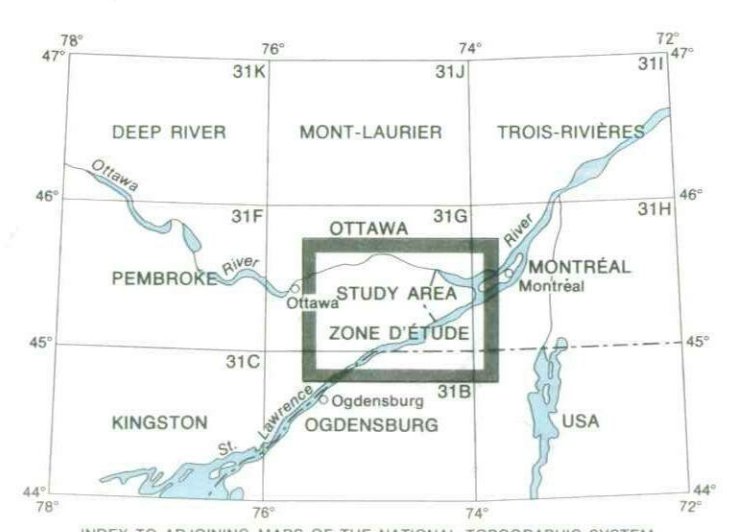 78° 76° 74° 72°
47° 47°
31K 31J 31I
DEEP RIVER MONT-LAURIER TROIS-RIVIÈRES
Ottawa
46° 46°
31F 31G 31H
OTTAWA
River
River
PEMBROKE MONTRÉAL
Ottawa STUDY AREA Montréal
ZONE D'ÉTUDE
45° 45°
31C 31B
Ogdensburg
KINGSTON OGDENSBURG USA
St. Lawrence
44° 44°
78° 76° 74° 72°
INDEX TO ADJOINING MAPS OF THE NATIONAL TOPOGRAPHIC SYSTEM